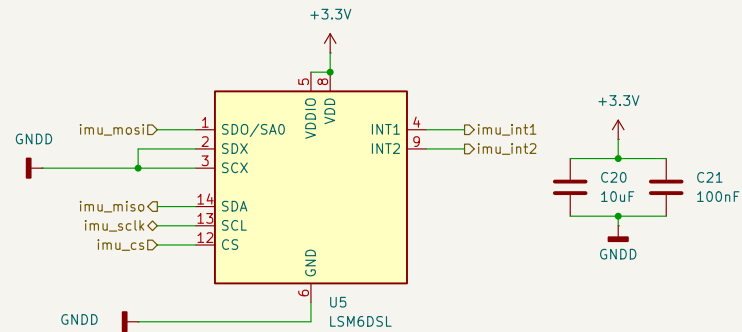 +3.3V
5
8
VDDIO
VDD
imu_mosi 1 SDO/SA0
INT1 4 imu_int1
GNDD
2 SDX
INT2 9 imu_int2
3 SCX
imu_miso 14 SDA
imu_sclk 13 SCL
imu_cs 12 CS
GND
6
GNDD
U5
LSM6DSL
+3.3V
C20
10uF
C21
100nF
GNDD